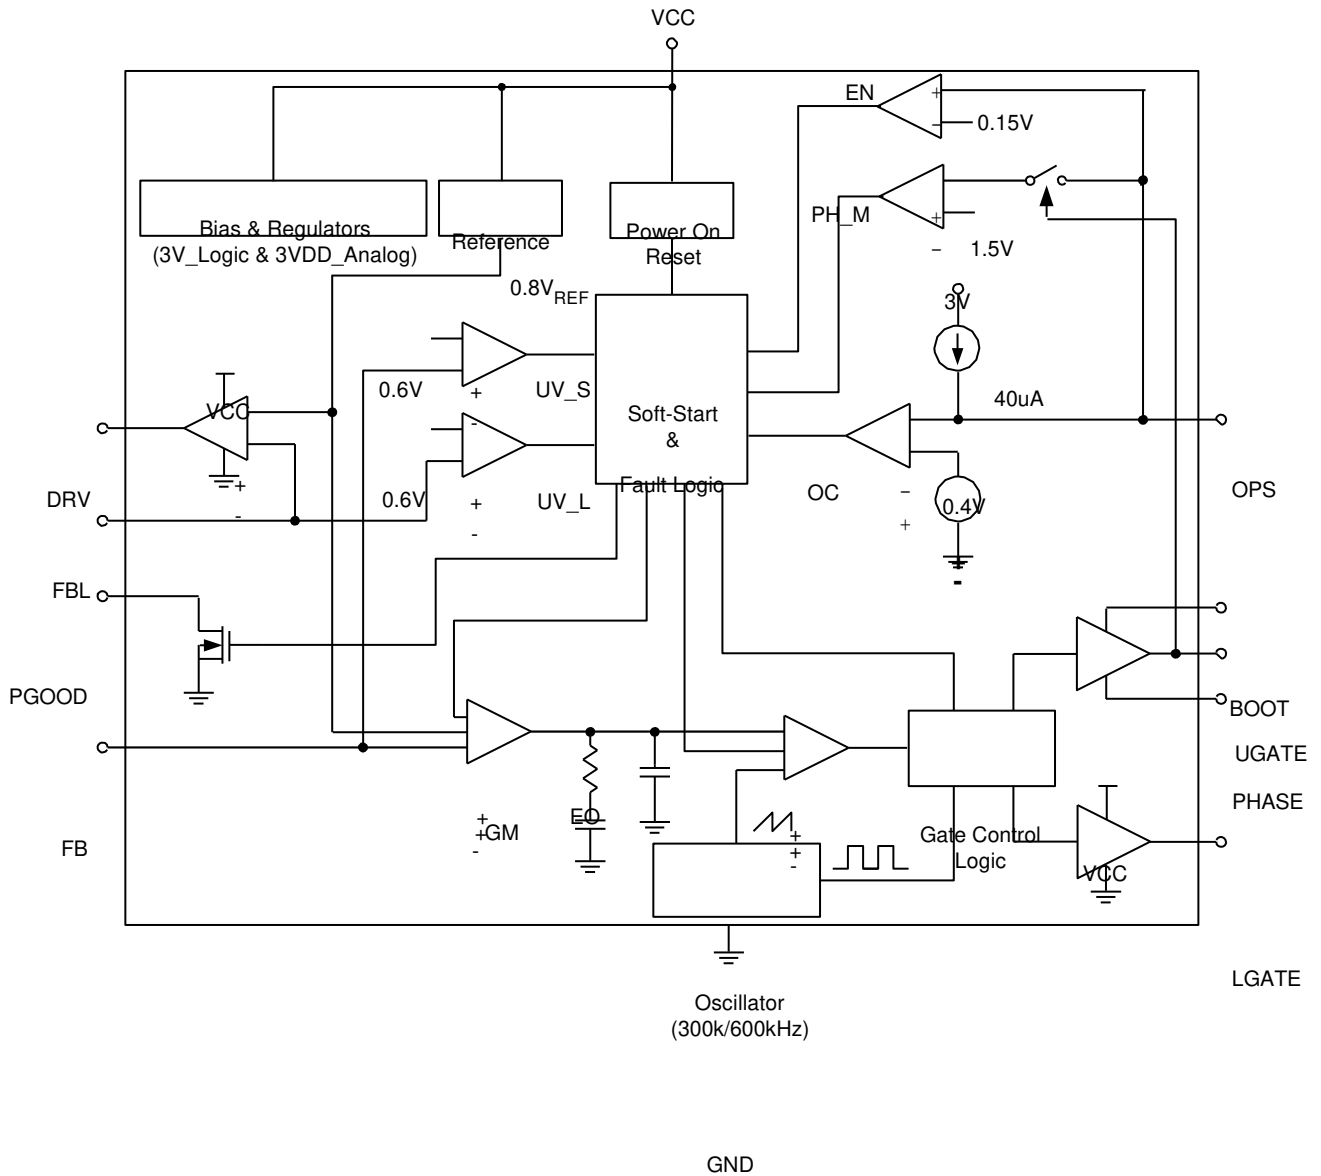 VCC
EN
+
-
0.15V
PH_M
+
-
1.5V
Bias & Regulators
(3V_Logic & 3VDD_Analog)
Reference
Power On
Reset
0.8VREF
3V
40uA
0.6V
+
UV_S
-
VCC
Soft-Start
&
Fault Logic
DRV
+
-
0.6V
+
UV_L
-
OC
-
+
0.4V
-
OPS
FBL
PGOOD
BOOT
UGATE
PHASE
FB
+
+
GM
-
EO
+
+
-
Gate Control
Logic
VCC
LGATE
Oscillator
(300k/600kHz)
GND